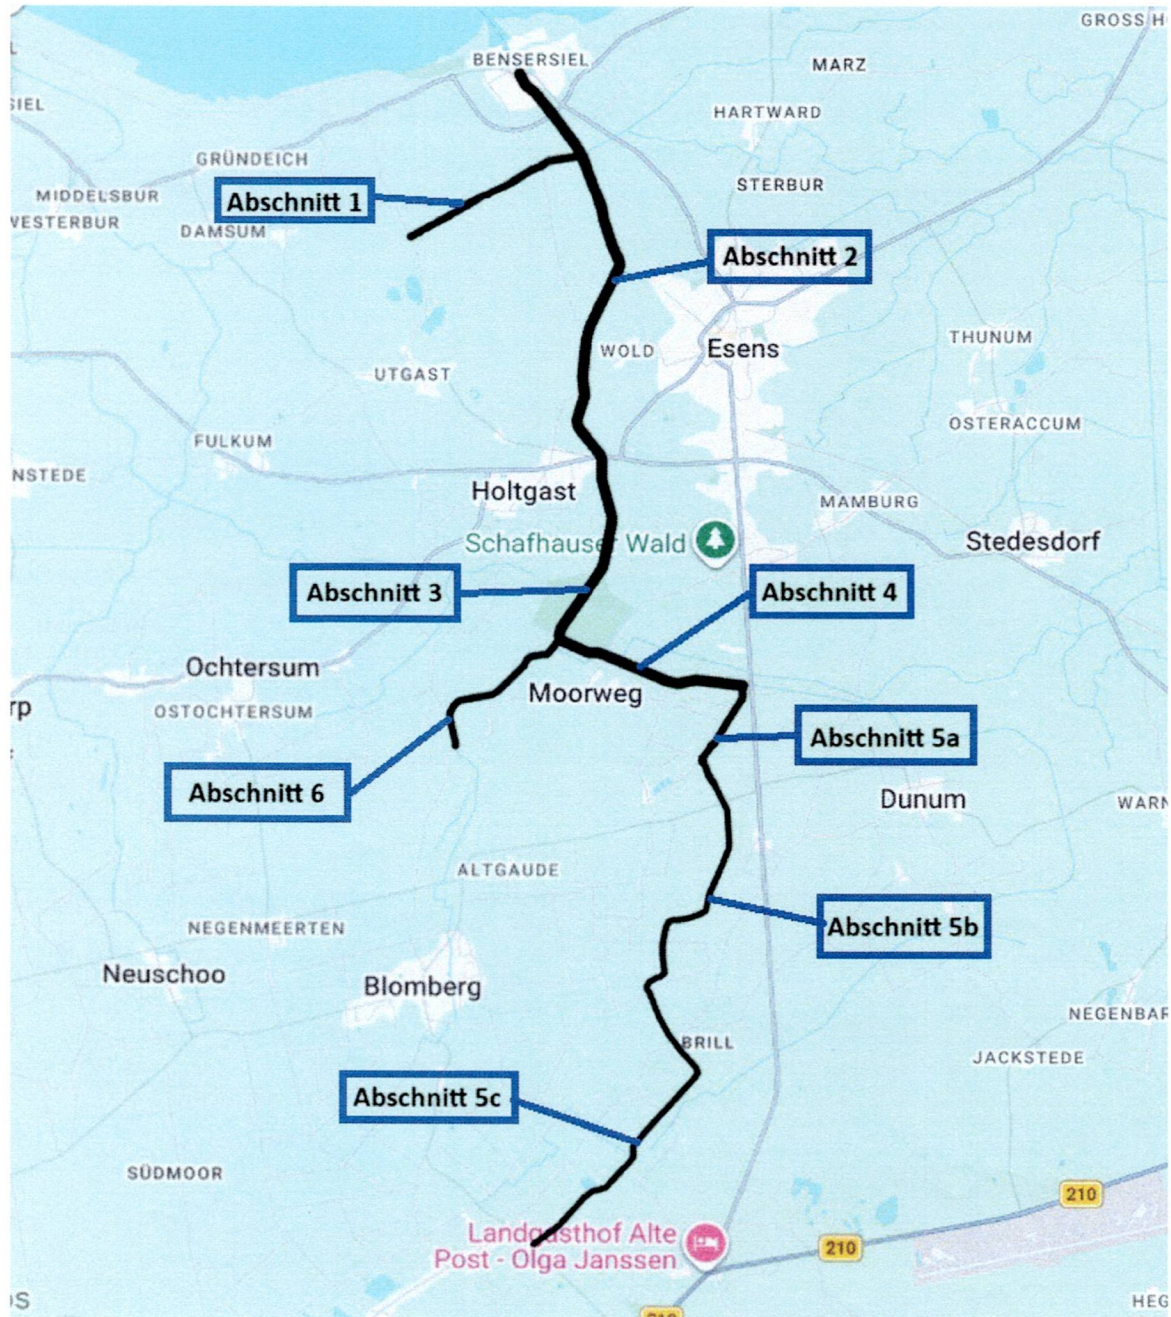 GROSS H
BENSERSIEL
MARZ
SIEL
HARTWARD
GRÜNDEICH
STERBUR
MIDDELSBUR
Abschnitt 1
WESTERBUR
DAMSUM
Abschnitt 2
THUNUM
WOLD
Esens
UTGAST
OSTERACCUM
FULKUM
NSTEDE
Holtgast
MAMBURG
Schafhauser Wald
Stedesdorf
Abschnitt 3
Abschnitt 4
Ochtersum
Moorweg
rp
OSTOCHTERSUM
Abschnitt 5a
Abschnitt 6
Dunum
WARN
ALTGAUDE
Abschnitt 5b
NEGENMEERTEN
Neuschoo
Blomberg
NEGENBAR
BRILL
JACKSTEDE
Abschnitt 5c
SÜDMOOR
210
Landgasthof Alte
Post - Olga Janssen
210
OS
HEG